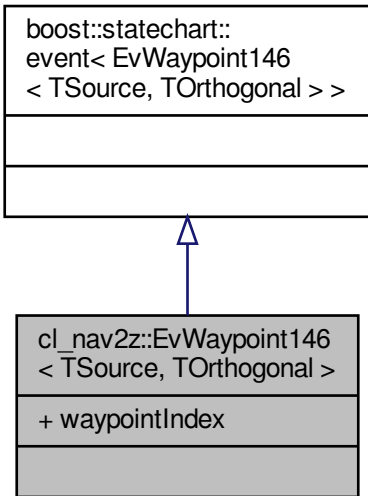 boost::statechart::
event< EvWaypoint146
< TSource, TOrthogonal > >
cl_nav2z::EvWaypoint146
< TSource, TOrthogonal >
+ waypointIndex